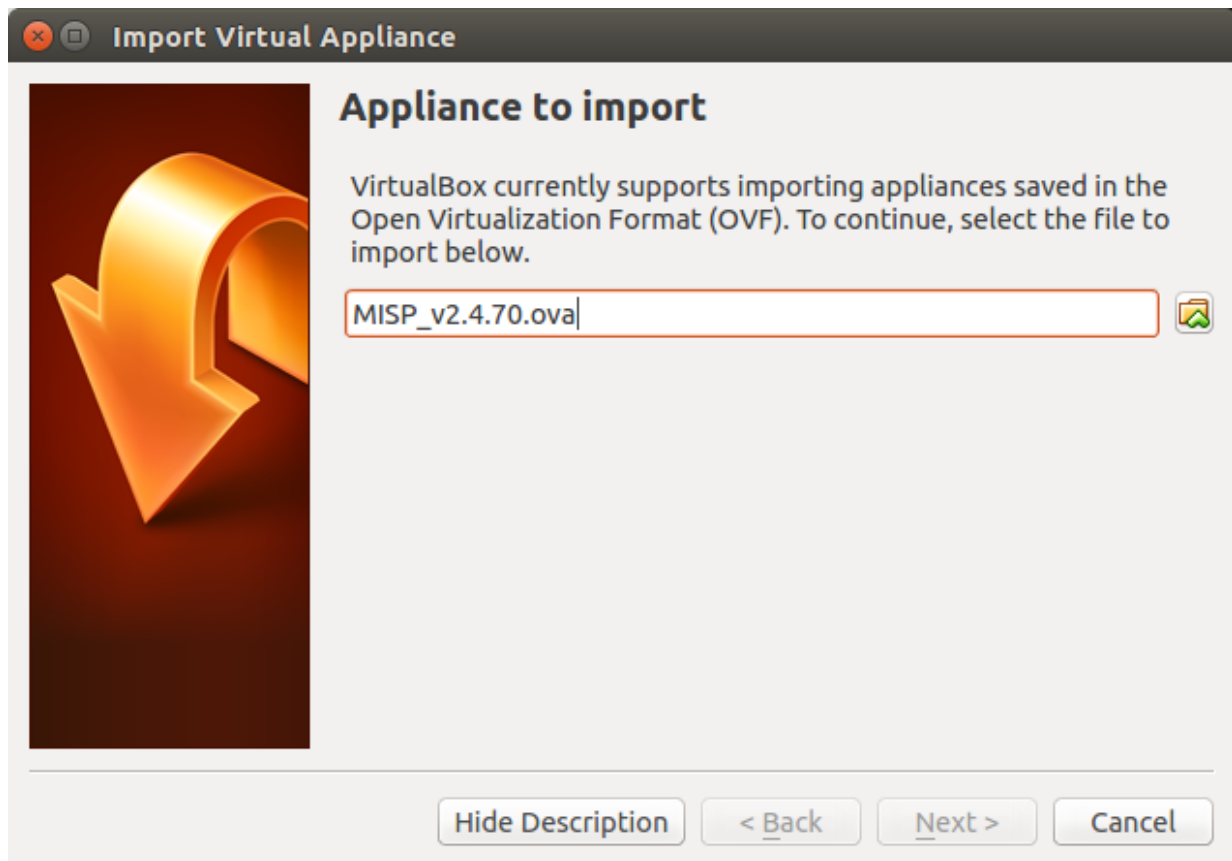 Import Virtual Appliance
Appliance to import
VirtualBox currently supports importing appliances saved in the
Open Virtualization Format (OVF). To continue, select the file to
import below.
MISP_v2.4.70.ova
Hide Description
< Back
Next >
Cancel